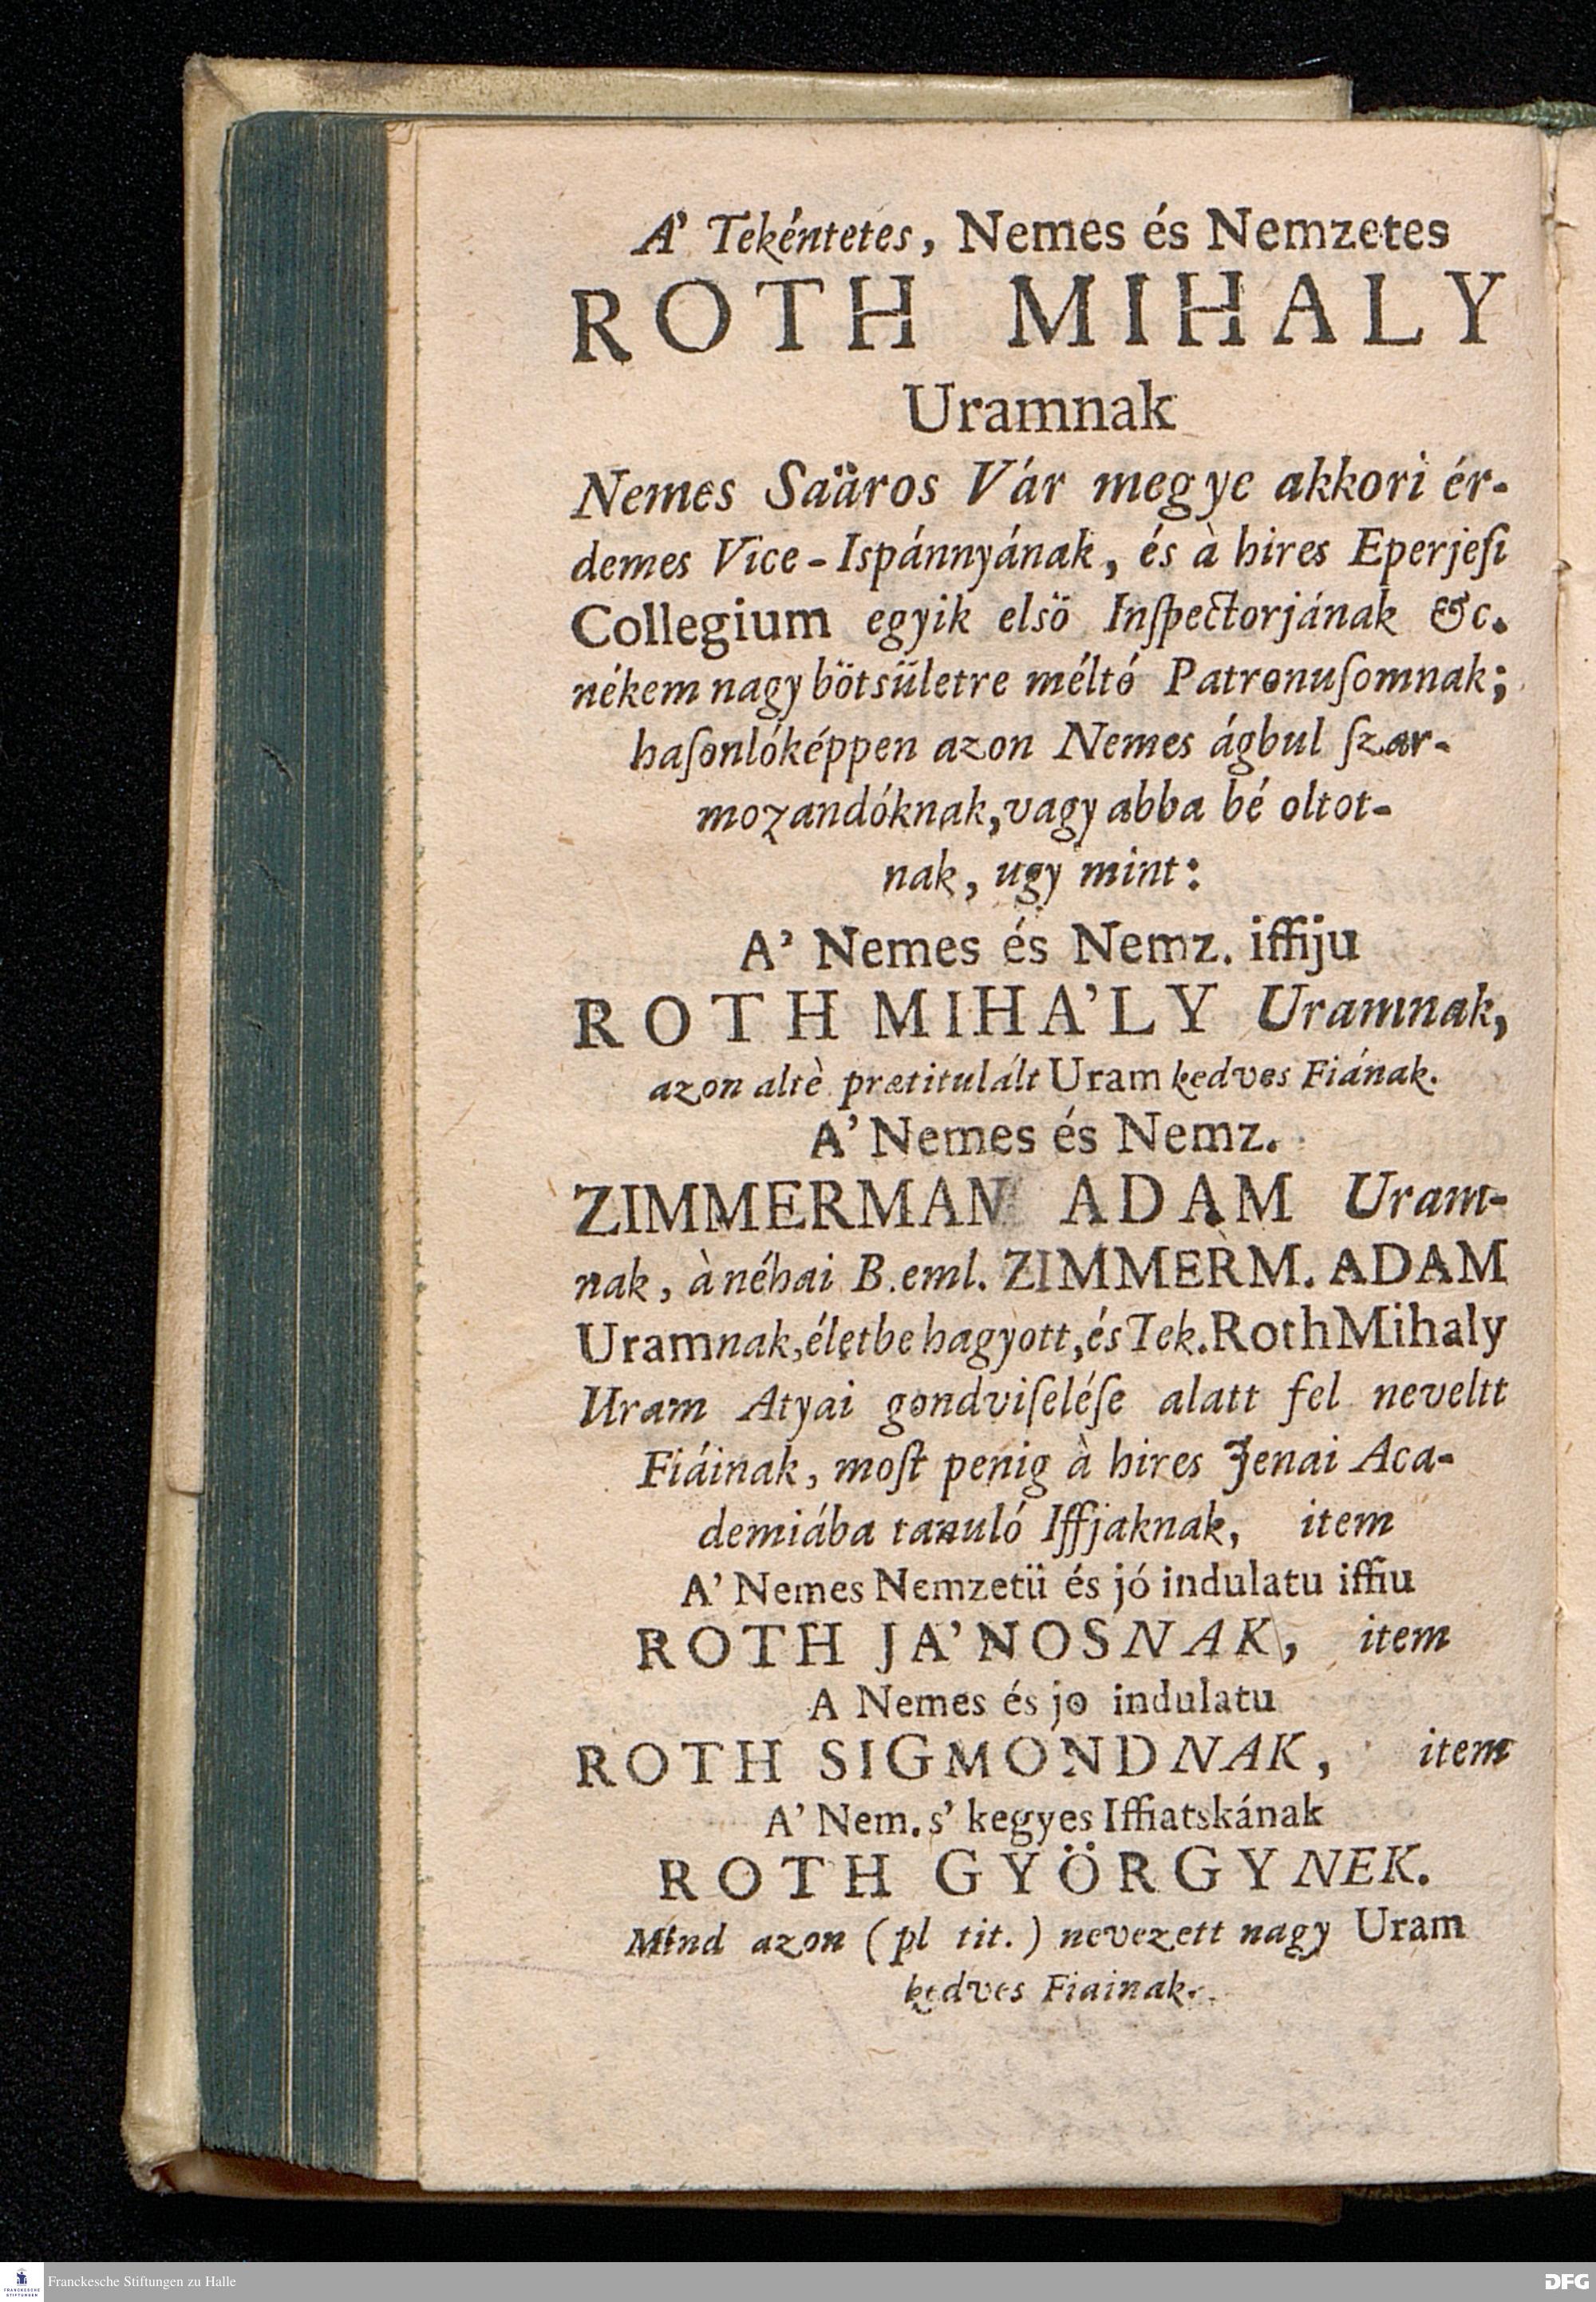 A' Tekéntetes, Nemes és Nemzetes
ROTH MIHALY
Uramnak
Nemes Saäros Vár megye akkori ér-
demes Vice-Ispánnyának, és à hires Eperjeſi
Collegium egyik elsö Inſpectorjának &c.
nékem nagy bötsületre méltó Patronuſomnak;
haſonlóképpen azon Nemes ágbul ſzar-
mozandóknak, vagy abba bé oltot-
nak, ugy mint:
A' Nemes és Nemz. iffiju
ROTH MIHA'LY Uramnak,
azon altè prætitulált Uram kedves Fiának.
A' Nemes és Nemz.
ZIMMERMAN ADAM Uram-
nak, à néhai B. eml. ZIMMERM. ADAM
Uramnak, életbe hagyott, és Tek. Roth Mihaly
Uram Atyai gondviſeléſe alatt fel neveltt
Fiáinak, moſt penig à hires Jenai Aca-
demiába tanuló Iffjaknak, item
A' Nemes Nemzetü és jó indulatu iffiu
ROTH JA'NOSNAK, item
A Nemes és jo indulatu
ROTH SIGMONDNAK, item
A' Nem. s' kegyes Iffiatskának
ROTH GYÖRGYNEK.
Mind azon (pl tit.) nevezett nagy Uram
kedves Fiainak.
FRANCKESCHE
STIFTUNGEN
Franckesche Stiftungen zu Halle
DFG